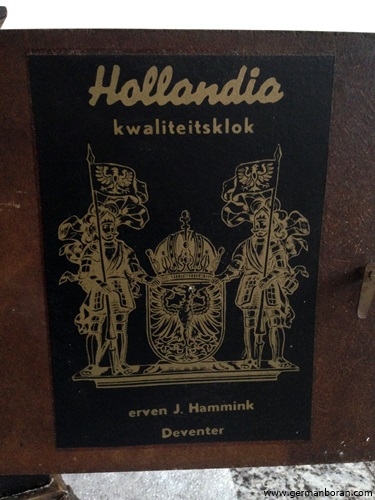 Hollandia
kwaliteitsklok
erven J. Hammink
Deventer
www.germanboran.com